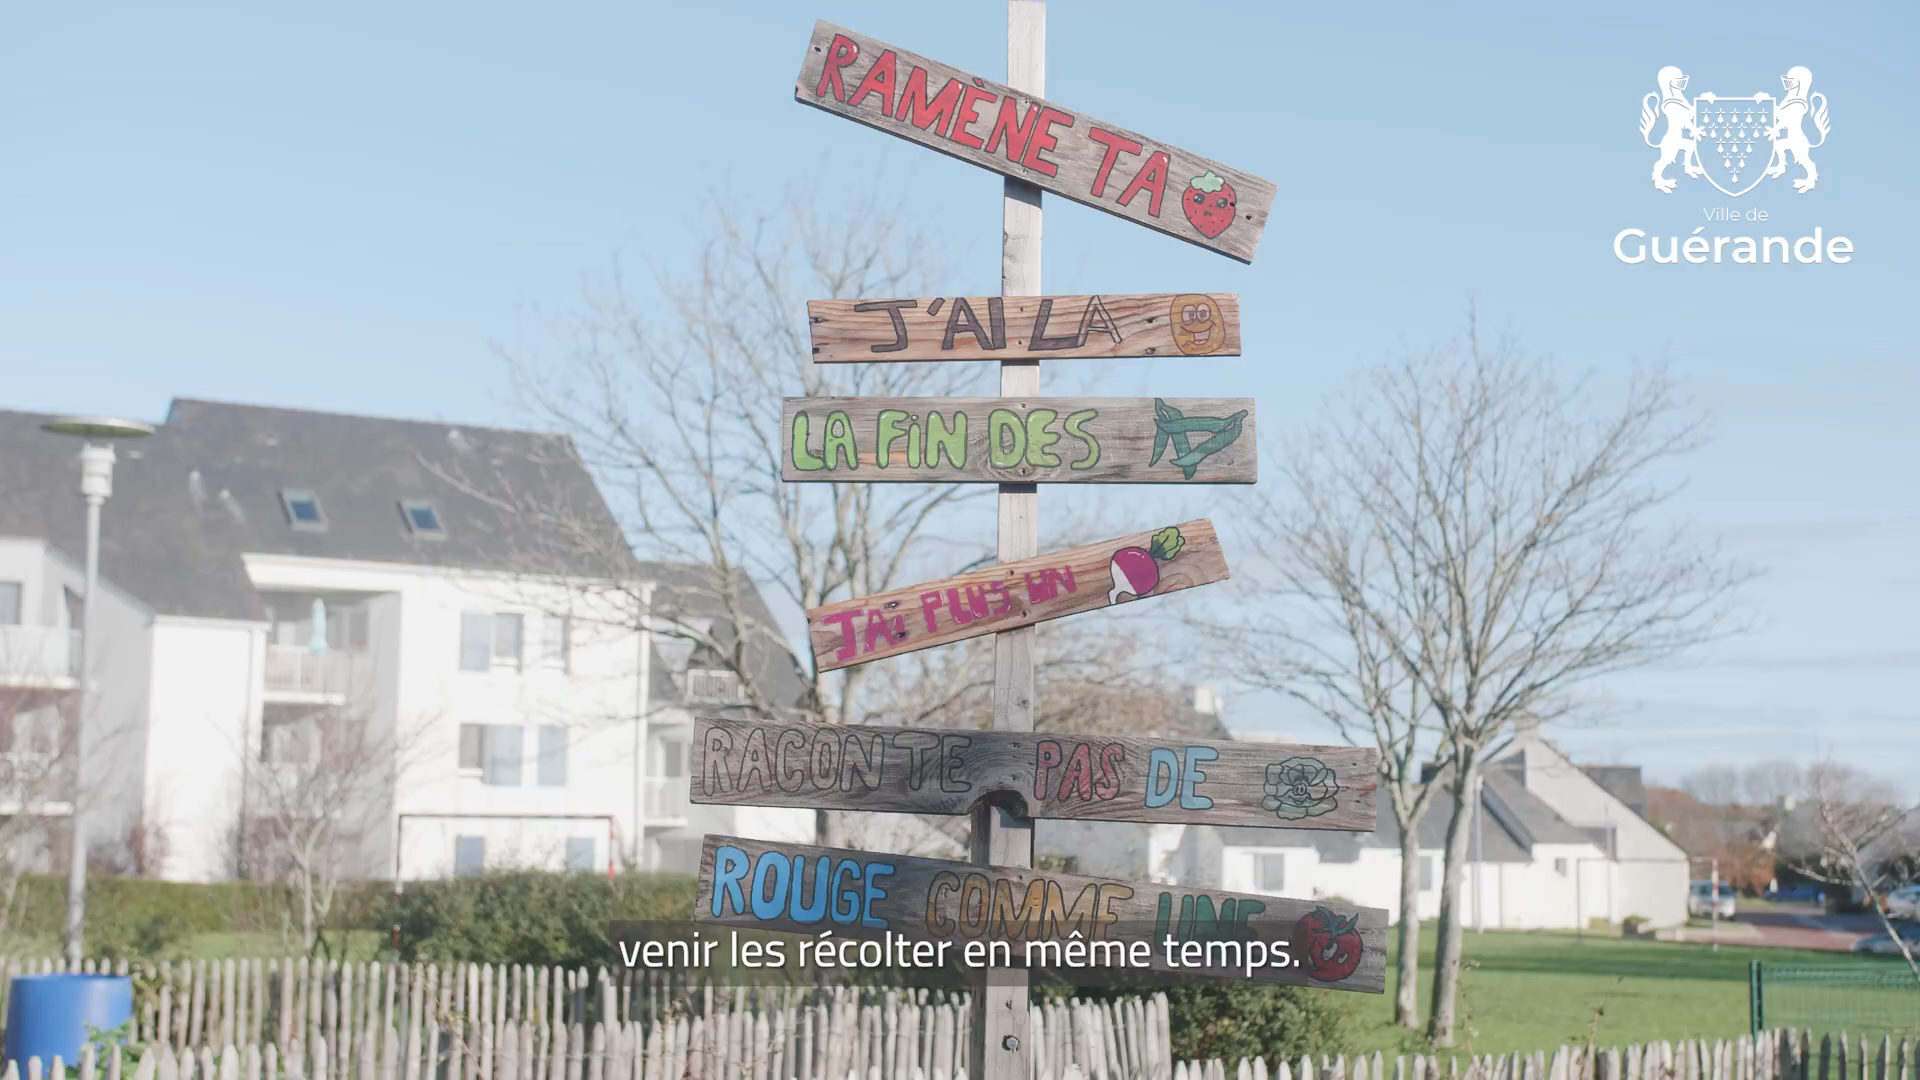 RAMÈNE TA
Ville de
Guérande
J'AI LA
LA FiN DES
J'Ai PLUS UN
RACONTE PAS DE
ROUGE COMME UNE
venir les récolter en même temps.